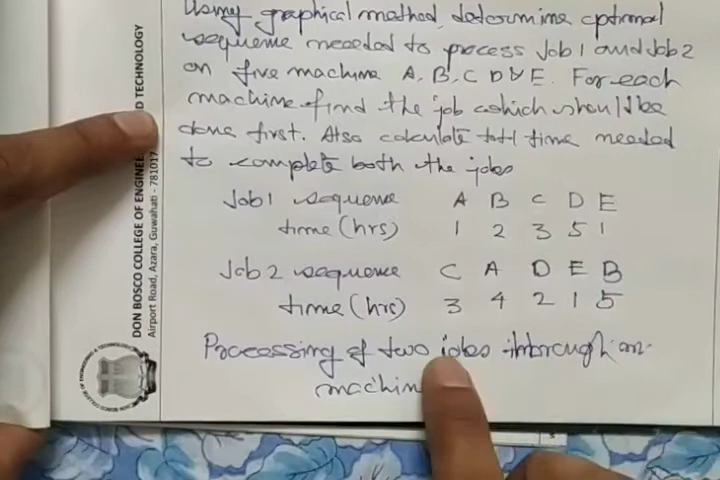 Using graphical method, determine optimal
sequence needed to process Job 1 and Job 2
on five machine A, B, C D & E. For each
machine find the job which should be
done first. Also calculate total time needed
to complete both the jobs
Job1 sequence A B C D E
time (hrs) 1 2 3 5 1
Job 2 sequence C A D E B
time (hrs) 3 4 2 1 5
Processing of two jobs through m
machin
DON BOSCO COLLEGE OF ENGINEE D TECHNOLOGY
Airport Road, Azara, Guwahati - 781017